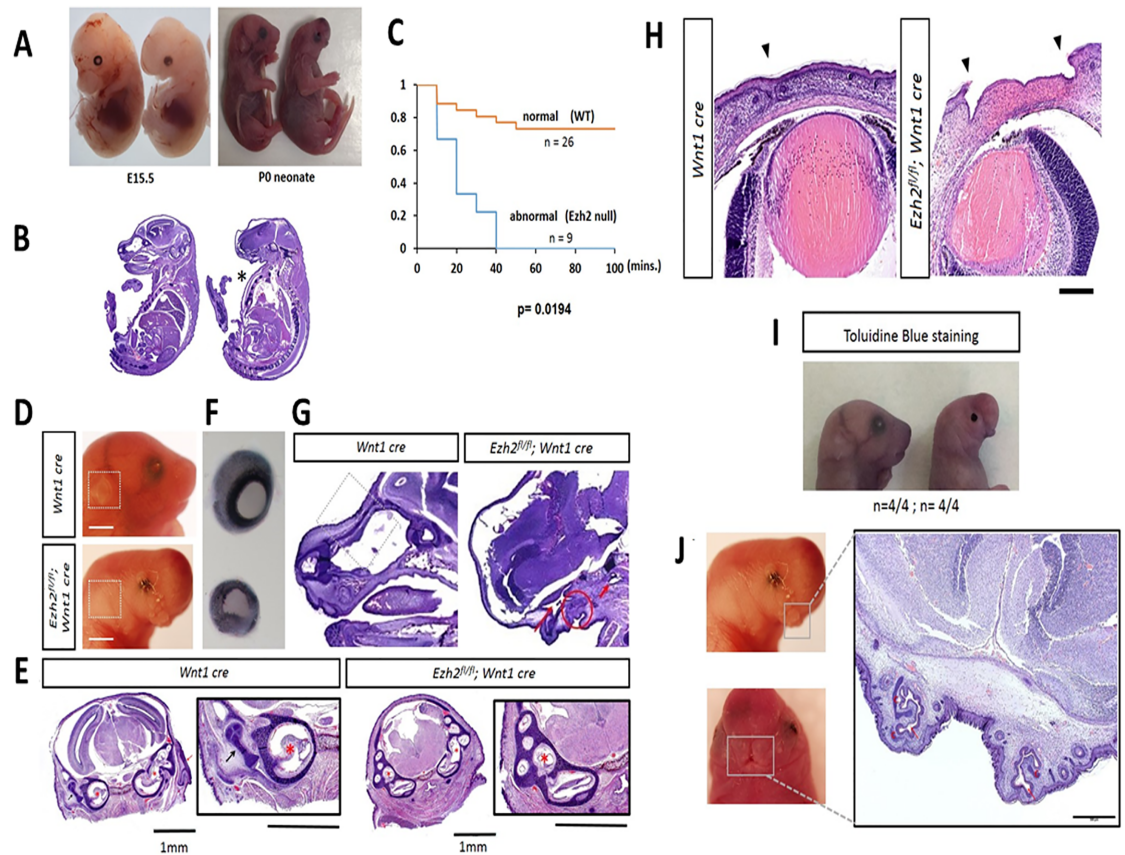 A
E15.5
P0 neonate
B
*
C
1
0.8
0.6
0.4
0.2
0
normal (WT)
n = 26
abnormal (Ezh2 null)
n = 9
0 20 40 60 80 100 (mins.)
p= 0.0194
D
Wnt1 cre
Ezh2fl/fl;
Wnt1 cre
F
G
Wnt1 cre
Ezh2fl/fl; Wnt1 cre
E
Wnt1 cre
Ezh2fl/fl; Wnt1 cre
*
*
1mm
1mm
H
Wnt1 cre
Ezh2fl/fl; Wnt1 cre
I
Toluidine Blue staining
n=4/4 ; n= 4/4
J